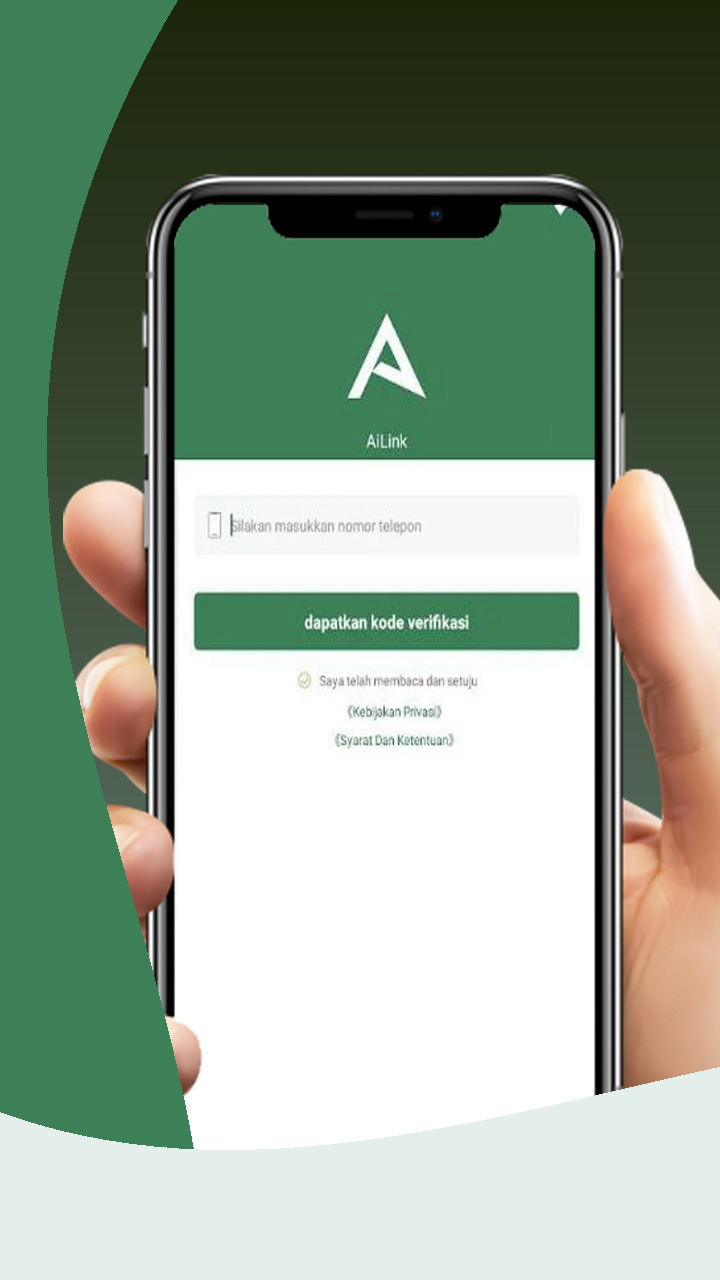 AiLink
Silakan masukkan nomor telepon
dapatkan kode verifikasi
Saya telah membaca dan setuju
《Kebijakan Privasi》
《Syarat Dan Ketentuan》